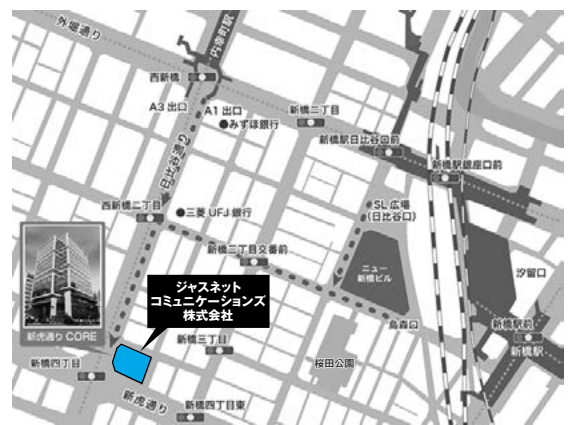 外堀通り
内幸町駅
西新橋
A3 出口
A1 出口
●みずほ銀行
新橋二丁目
新橋駅日比谷口前
日比谷通り
新橋駅銀座口前
西新橋二丁目
●三菱 UFJ 銀行
SL 広場
(日比谷口)
新橋二丁目交番前
ニュー
新橋ビル
汐留口
ジャスネット
コミュニケーションズ
株式会社
烏森口
新橋駅前
新橋駅
新虎通り CORE
新橋三丁目
桜田公園
新橋四丁目
新虎通り
新橋四丁目東